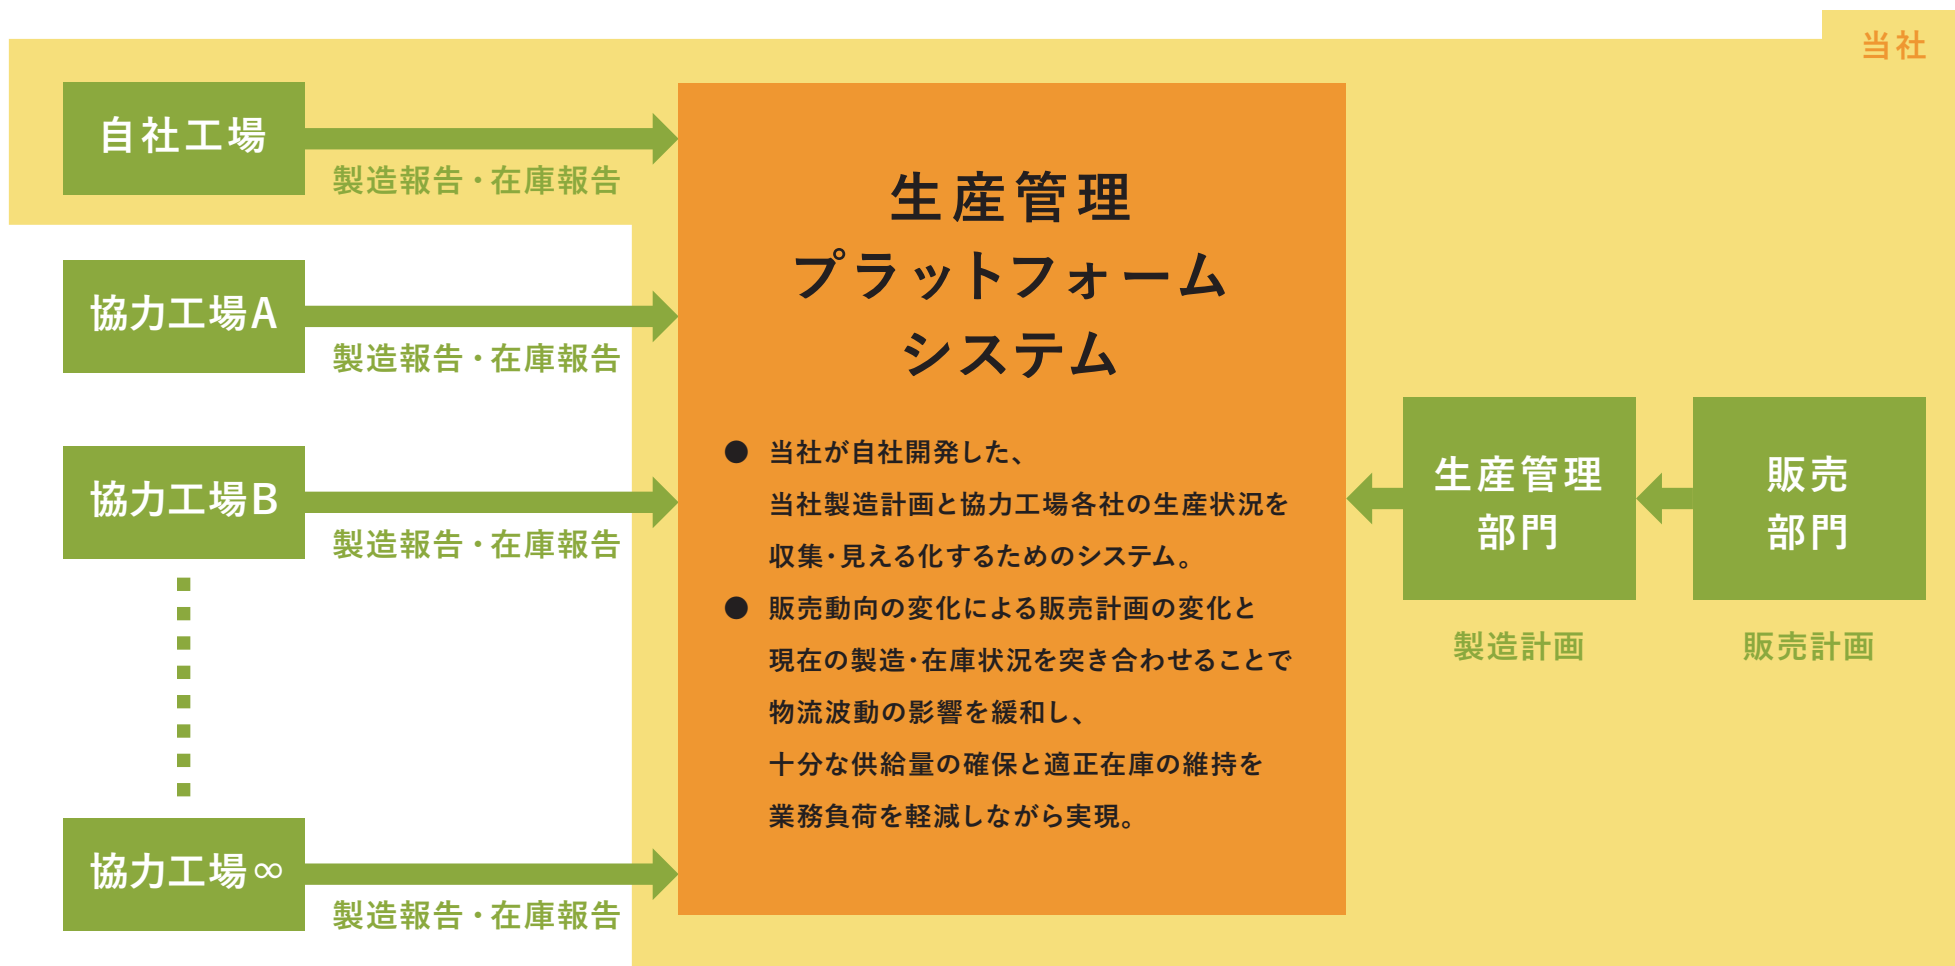 当社
自社工場
製造報告・在庫報告
協力工場A
製造報告・在庫報告
協力工場B
製造報告・在庫報告
協力工場∞
製造報告・在庫報告
生産管理
プラットフォーム
システム
● 当社が自社開発した、
当社製造計画と協力工場各社の生産状況を
収集・見える化するためのシステム。
● 販売動向の変化による販売計画の変化と
現在の製造・在庫状況を突き合わせることで
物流波動の影響を緩和し、
十分な供給量の確保と適正在庫の維持を
業務負荷を軽減しながら実現。
生産管理
部門
製造計画
販売
部門
販売計画